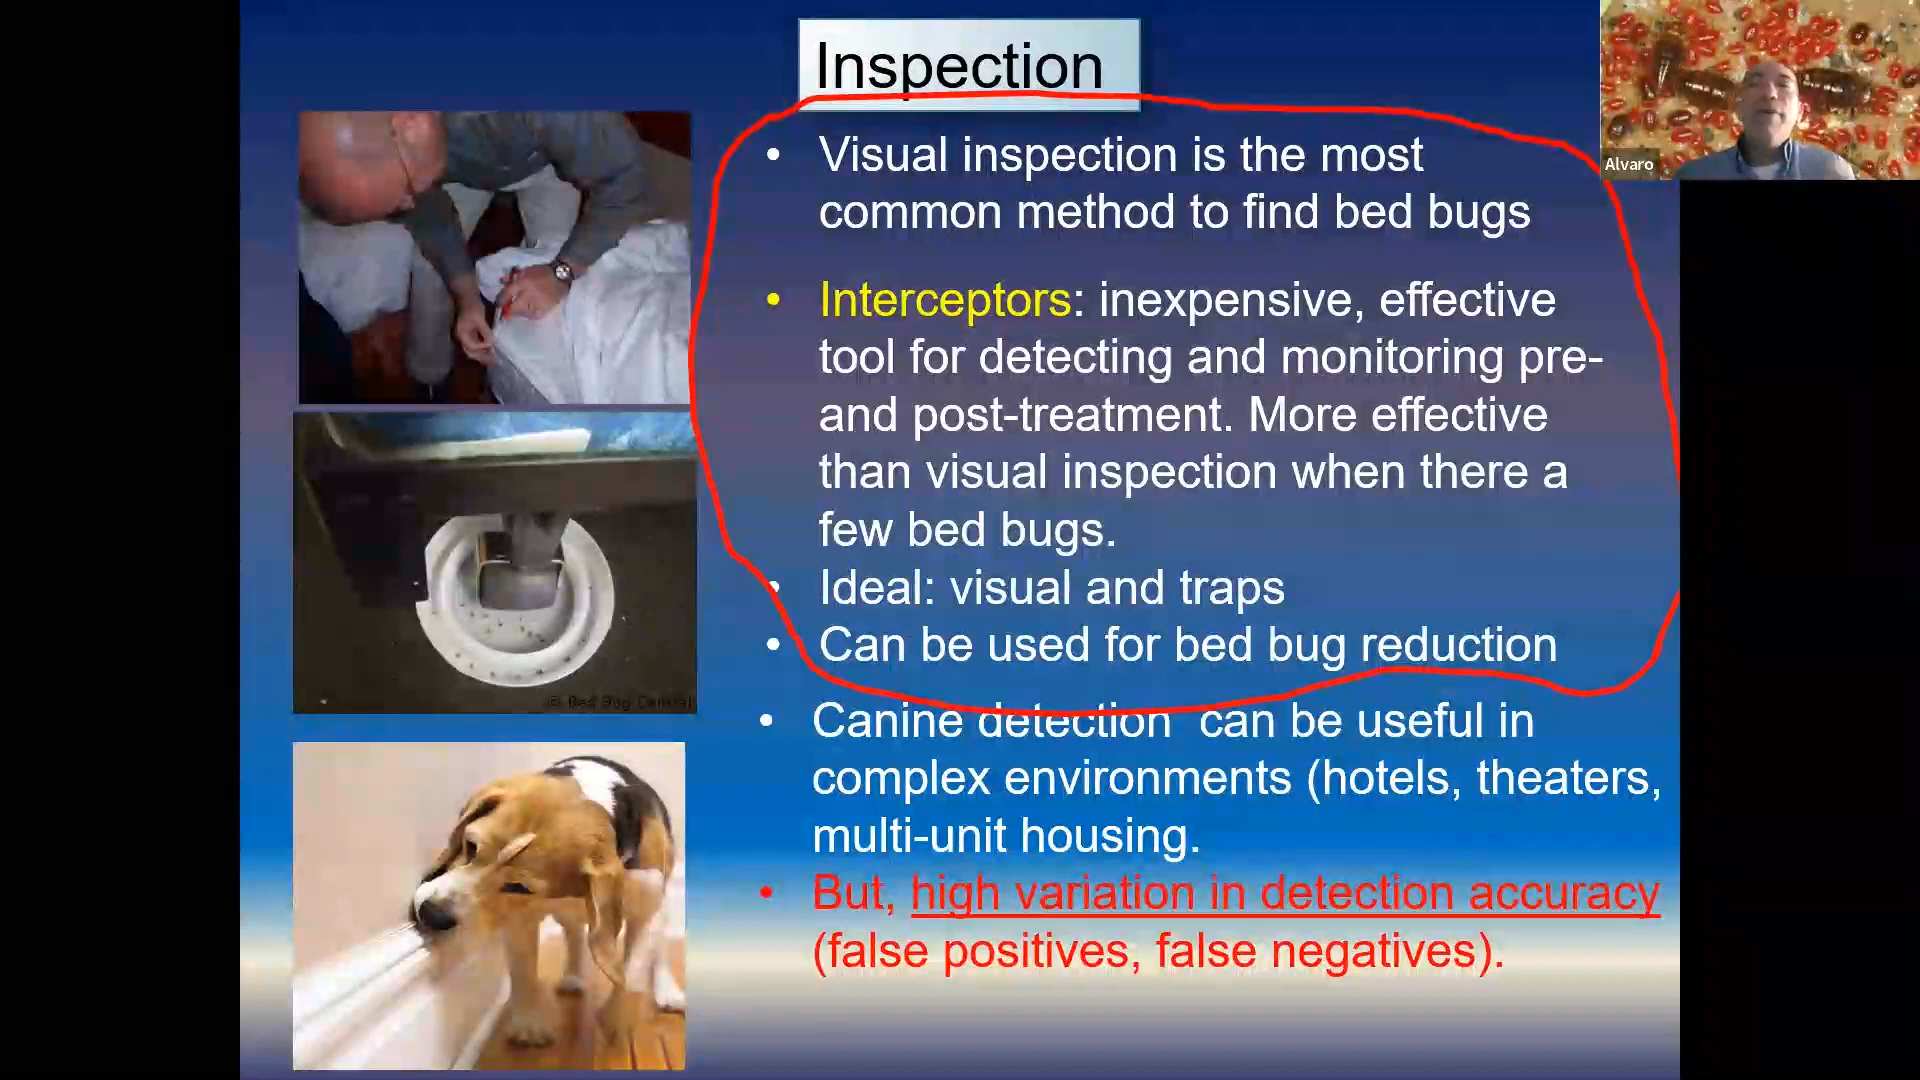 Inspection
Alvaro
• Visual inspection is the most
common method to find bed bugs
• Interceptors: inexpensive, effective
tool for detecting and monitoring pre-
and post-treatment. More effective
than visual inspection when there a
few bed bugs.
• Ideal: visual and traps
• Can be used for bed bug reduction
© Bed Bug Central
• Canine detection can be useful in
complex environments (hotels, theaters,
multi-unit housing.
• But, high variation in detection accuracy
(false positives, false negatives).